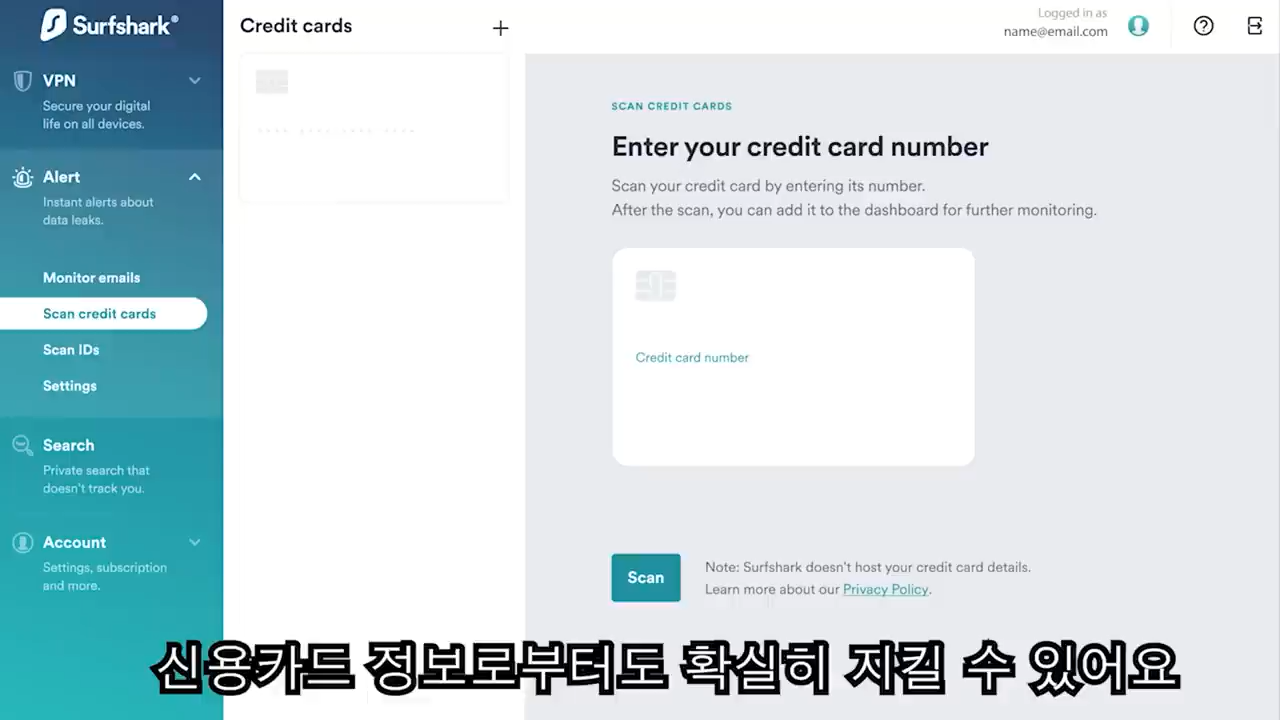 Surfshark®
VPN
Secure your digital
life on all devices.
Alert
Instant alerts about
data leaks.
Monitor emails
Scan credit cards
Scan IDs
Settings
Search
Private search that
doesn't track you.
Account
Settings, subscription
and more.
Credit cards
Logged in as
name@email.com
SCAN CREDIT CARDS
Enter your credit card number
Scan your credit card by entering its number.
After the scan, you can add it to the dashboard for further monitoring.
Credit card number
Scan
Note: Surfshark doesn't host your credit card details.
Learn more about our Privacy Policy.
신용카드 정보로부터도 확실히 지킬 수 있어요